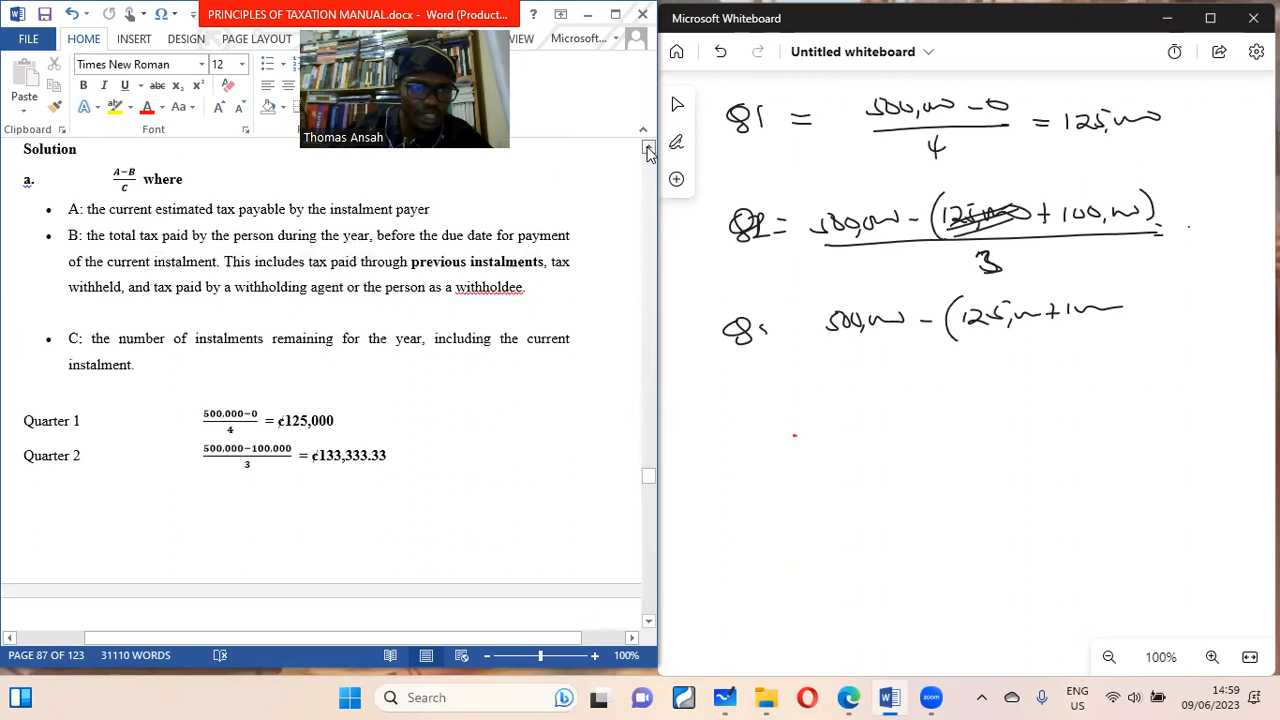 PRINCIPLES OF TAXATION MANUAL.docx - Word (Product...
FILE HOME INSERT DESIGN PAGE LAYOUT VIEW Microsoft...
Paste
Times New Roman 12
B I U A Aa A
Clipboard Font
Thomas Ansah
Solution
a. A−B/C where
• A: the current estimated tax payable by the instalment payer
• B: the total tax paid by the person during the year, before the due date for payment
of the current instalment. This includes tax paid through previous instalments, tax
withheld, and tax paid by a withholding agent or the person as a withholdee.
• C: the number of instalments remaining for the year, including the current
instalment.
Quarter 1 500,000−0/4 = ¢125,000
Quarter 2 500,000−100,000/3 = ¢133,333.33
PAGE 87 OF 123 31110 WORDS 100%
Microsoft Whiteboard
Untitled whiteboard
Q1 = 500,000 - 0 / 4 = 125,000
= 500,000 - (125,000 + 100,000) / 3 =
500,000 - (125,000 +
100%
Search
ENG
US
14:59
09/06/2023